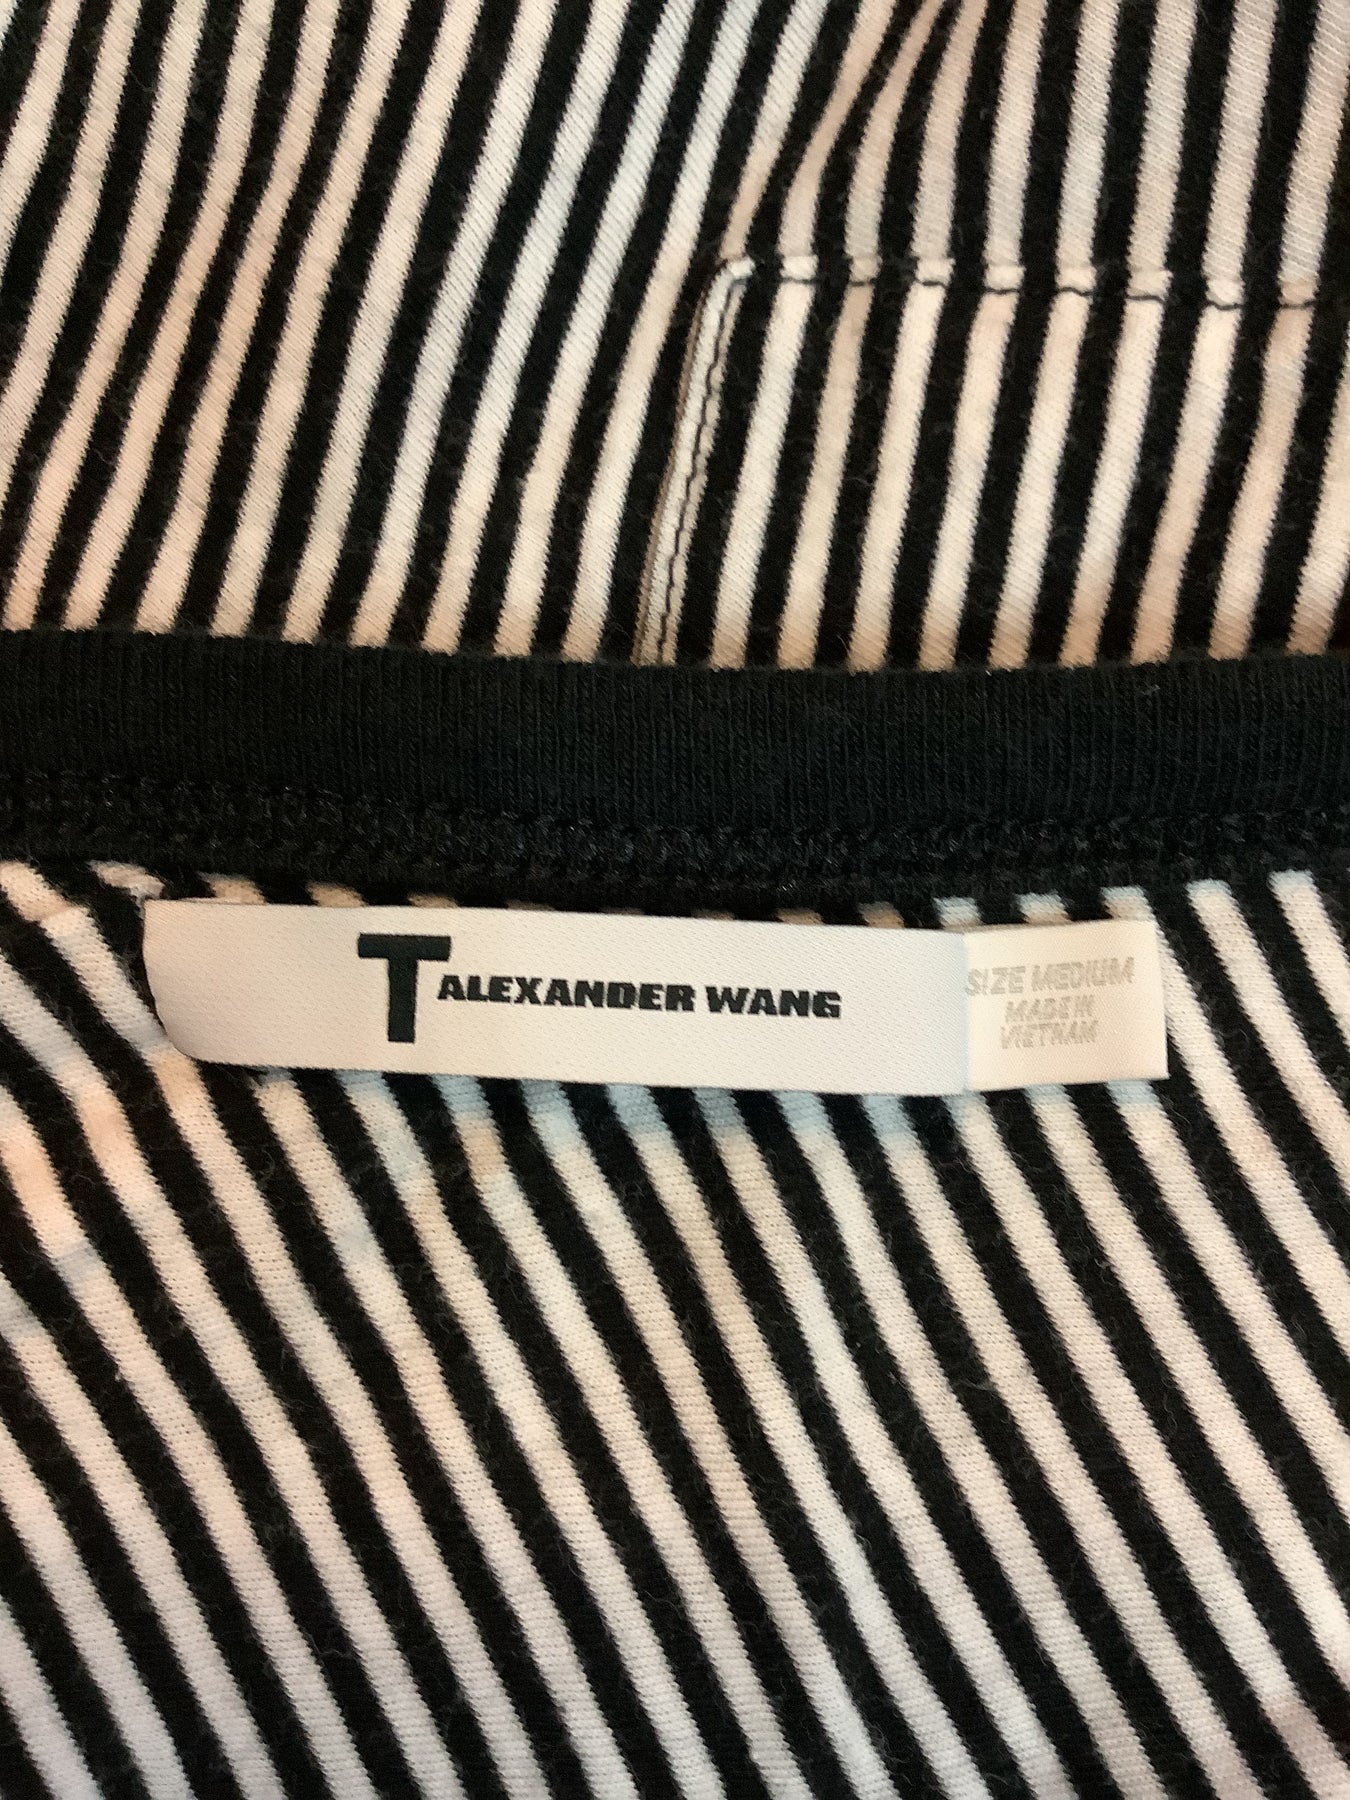 T ALEXANDER WANG
SIZE MEDIUM
MADE IN
VIETNAM